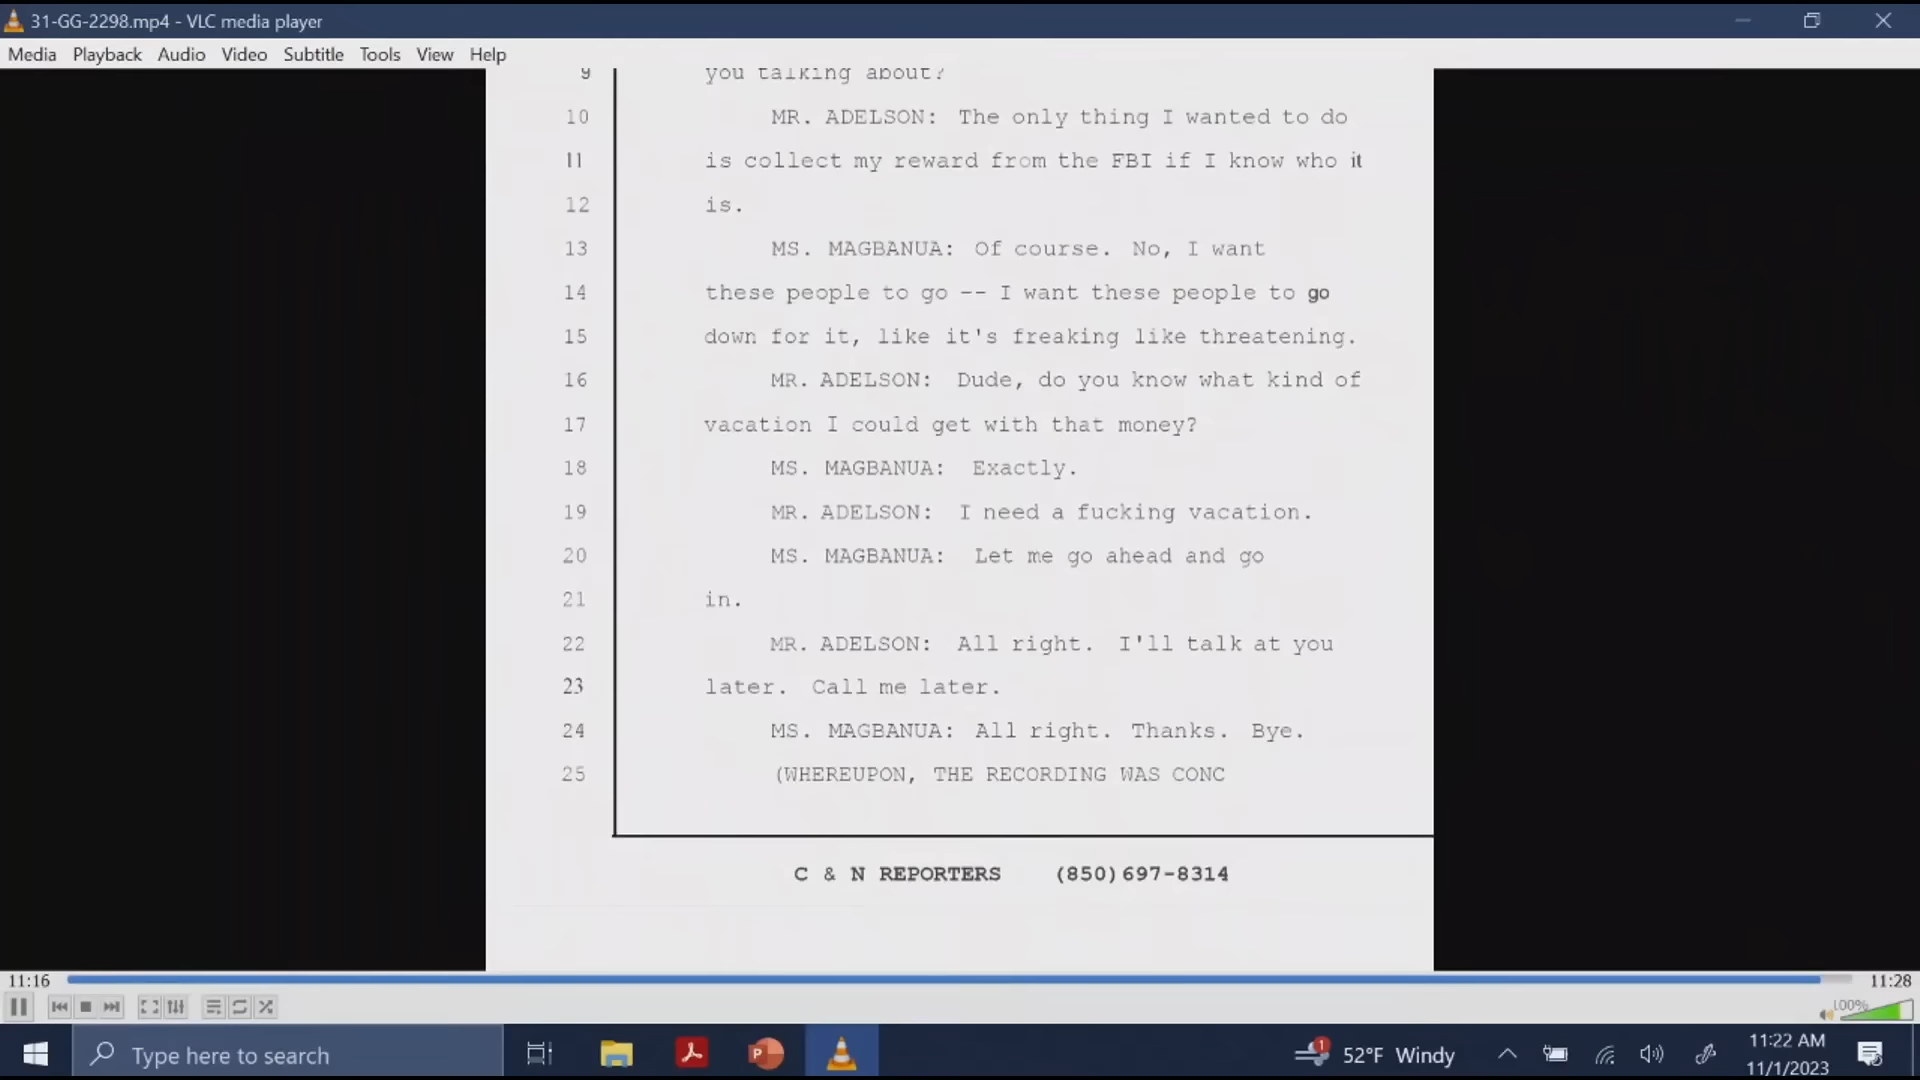 31-GG-2298.mp4 - VLC media player
Media Playback Audio Video Subtitle Tools View Help
9 you talking about?
10 MR. ADELSON: The only thing I wanted to do
11 is collect my reward from the FBI if I know who it
12 is.
13 MS. MAGBANUA: Of course. No, I want
14 these people to go -- I want these people to go
15 down for it, like it's freaking like threatening.
16 MR. ADELSON: Dude, do you know what kind of
17 vacation I could get with that money?
18 MS. MAGBANUA: Exactly.
19 MR. ADELSON: I need a fucking vacation.
20 MS. MAGBANUA: Let me go ahead and go
21 in.
22 MR. ADELSON: All right. I'll talk at you
23 later. Call me later.
24 MS. MAGBANUA: All right. Thanks. Bye.
25 (WHEREUPON, THE RECORDING WAS CONC
C & N REPORTERS (850)697-8314
11:16 11:28
100%
Type here to search
P
1
52°F Windy
11:22 AM
11/1/2023